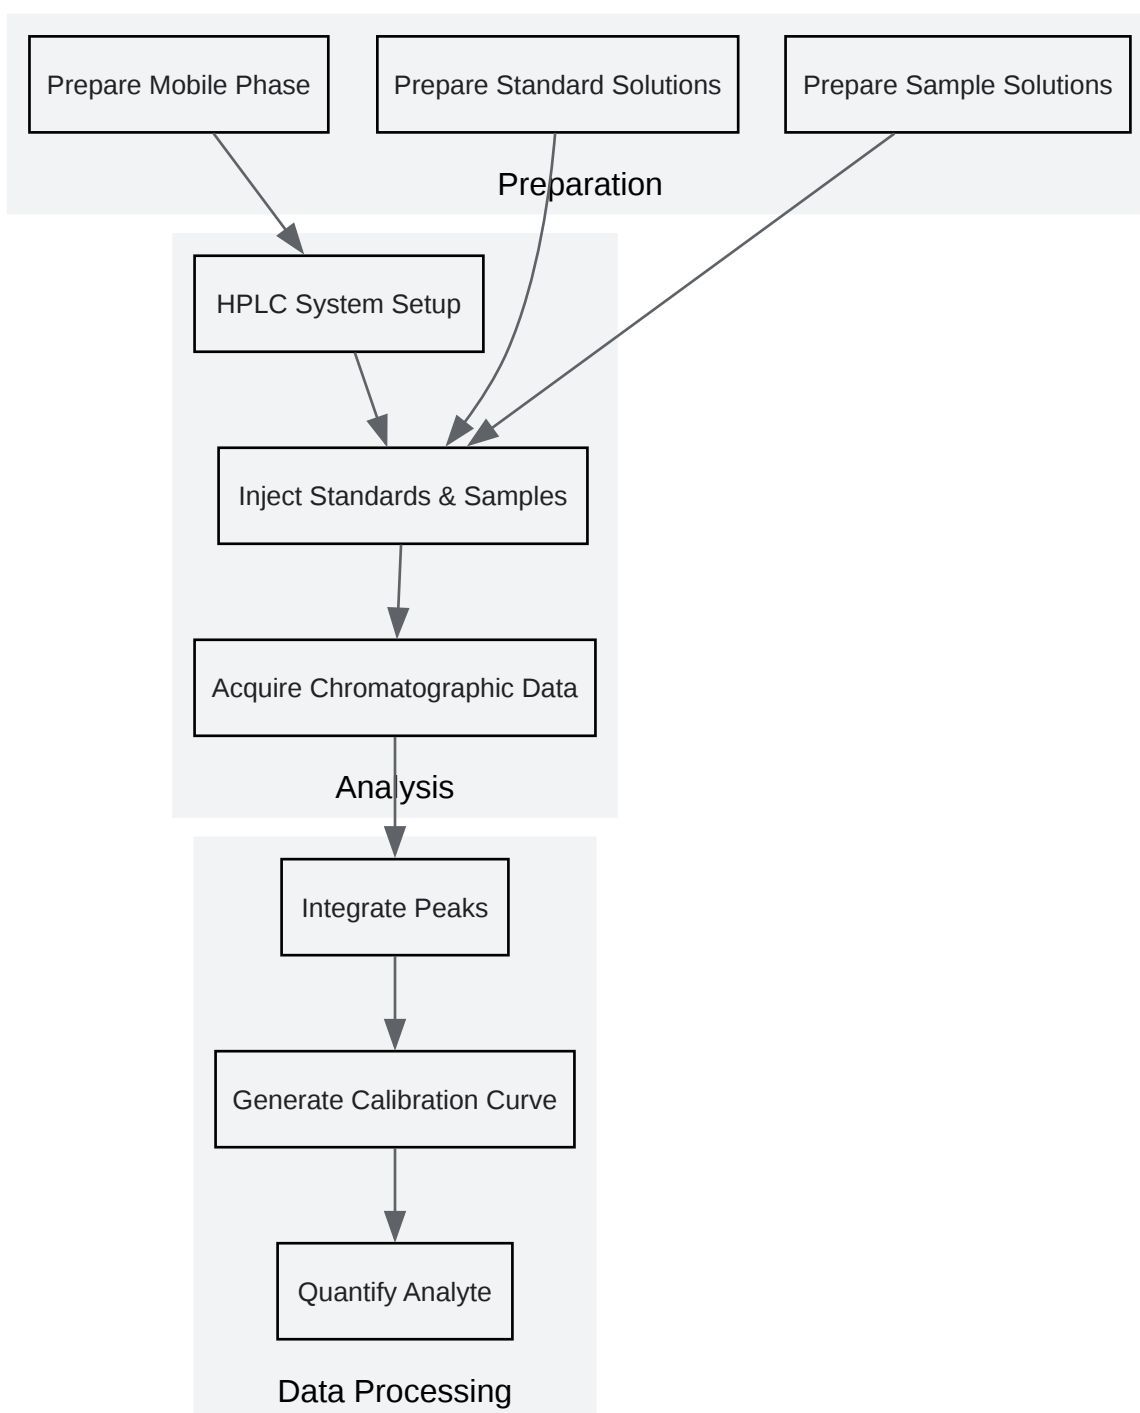 Prepare Mobile Phase
Prepare Standard Solutions
Prepare Sample Solutions
Preparation
HPLC System Setup
Inject Standards & Samples
Acquire Chromatographic Data
Analysis
Integrate Peaks
Generate Calibration Curve
Quantify Analyte
Data Processing